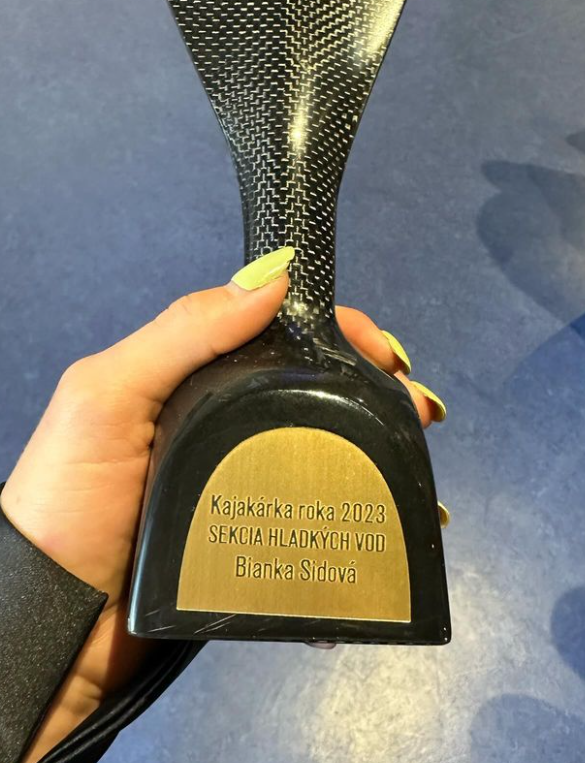 Kajakárka roka 2023
SEKCIA HLADKÝCH VOD
Bianka Sidová